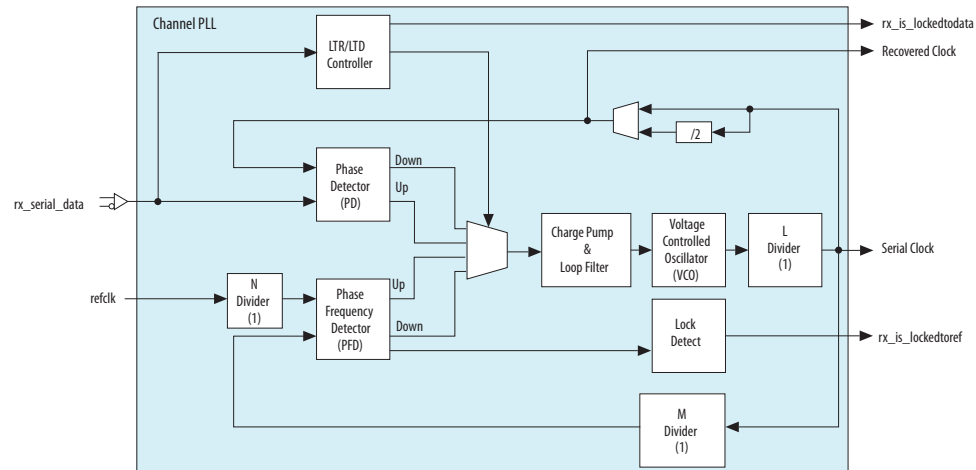 Channel PLL
LTR/LTD
Controller
rx_is_lockedtodata
Recovered Clock
/2
Phase
Detector
(PD)
Down
Up
rx_serial_data
Charge Pump
&
Loop Filter
Voltage
Controlled
Oscillator
(VCO)
L
Divider
(1)
Serial Clock
refclk
N
Divider
(1)
Phase
Frequency
Detector
(PFD)
Up
Down
Lock
Detect
rx_is_lockedtoref
M
Divider
(1)